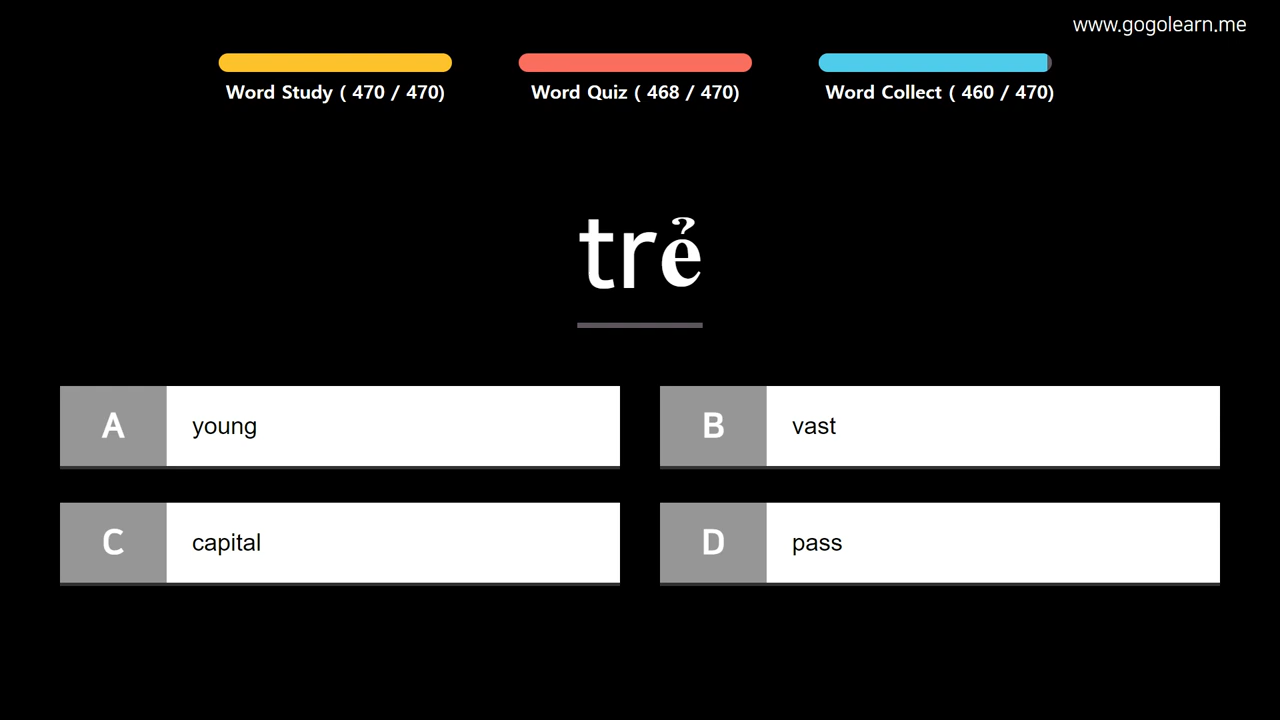 www.gogolearn.me
Word Study ( 470 / 470)
Word Quiz ( 468 / 470)
Word Collect ( 460 / 470)
trẻ
A young
B vast
C capital
D pass